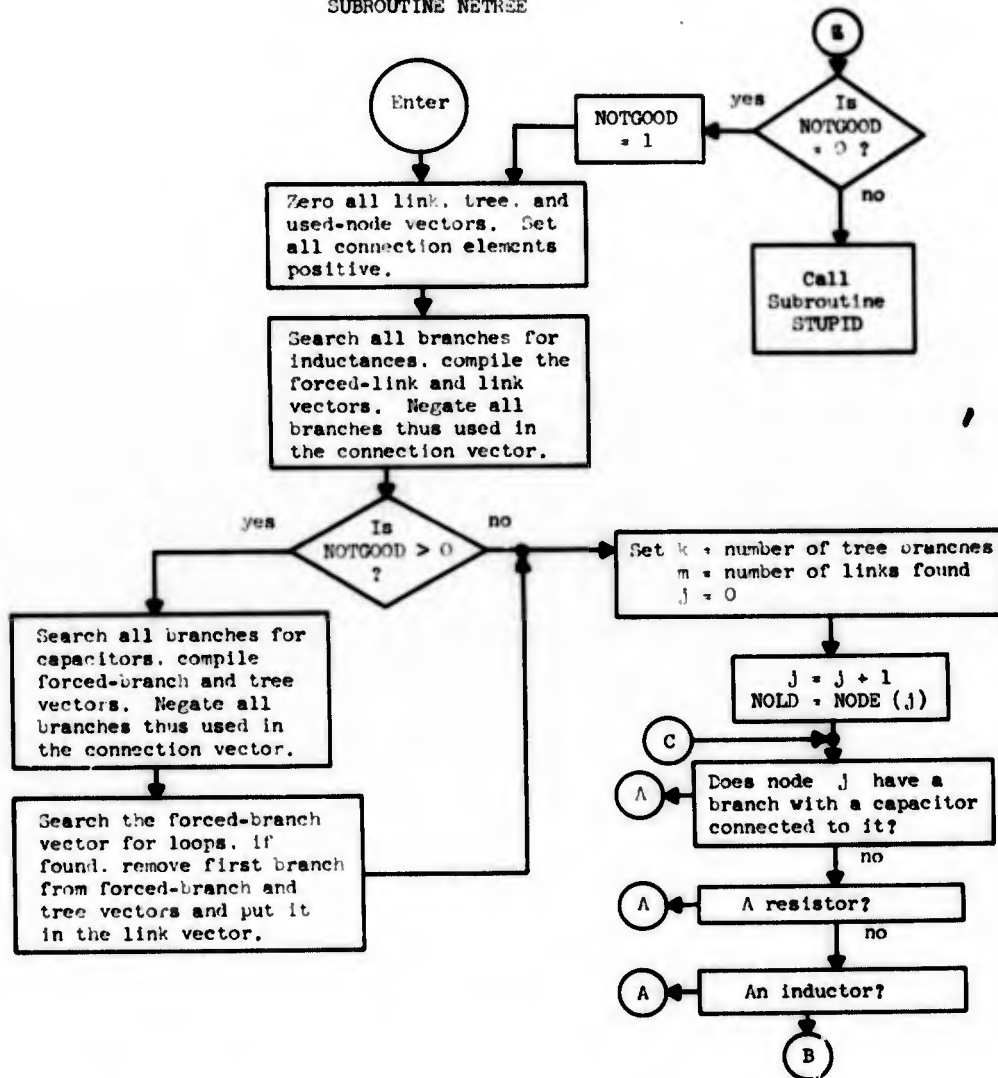 SUBROUTINE NETREE
Enter
NOTGOOD
= 1
yes
Is
NOTGOOD
= 0 ?
no
Call
Subroutine
STUPID
Zero all link, tree, and
used-node vectors. Set
all connection elements
positive.
Search all branches for
inductances, compile the
forced-link and link
vectors. Negate all
branches thus used in
the connection vector.
yes
Is
NOTGOOD > 0
?
no
Search all branches for
capacitors, compile
forced-branch and tree
vectors. Negate all
branches thus used in
the connection vector.
Search the forced-branch
vector for loops, if
found, remove first branch
from forced-branch and
tree vectors and put it
in the link vector.
Set k = number of tree branches
m = number of links found
j = 0
j = j + 1
NOLD = NODE (j)
C
A
Does node j have a
branch with a capacitor
connected to it?
no
A
A resistor?
no
A
An inductor?
B